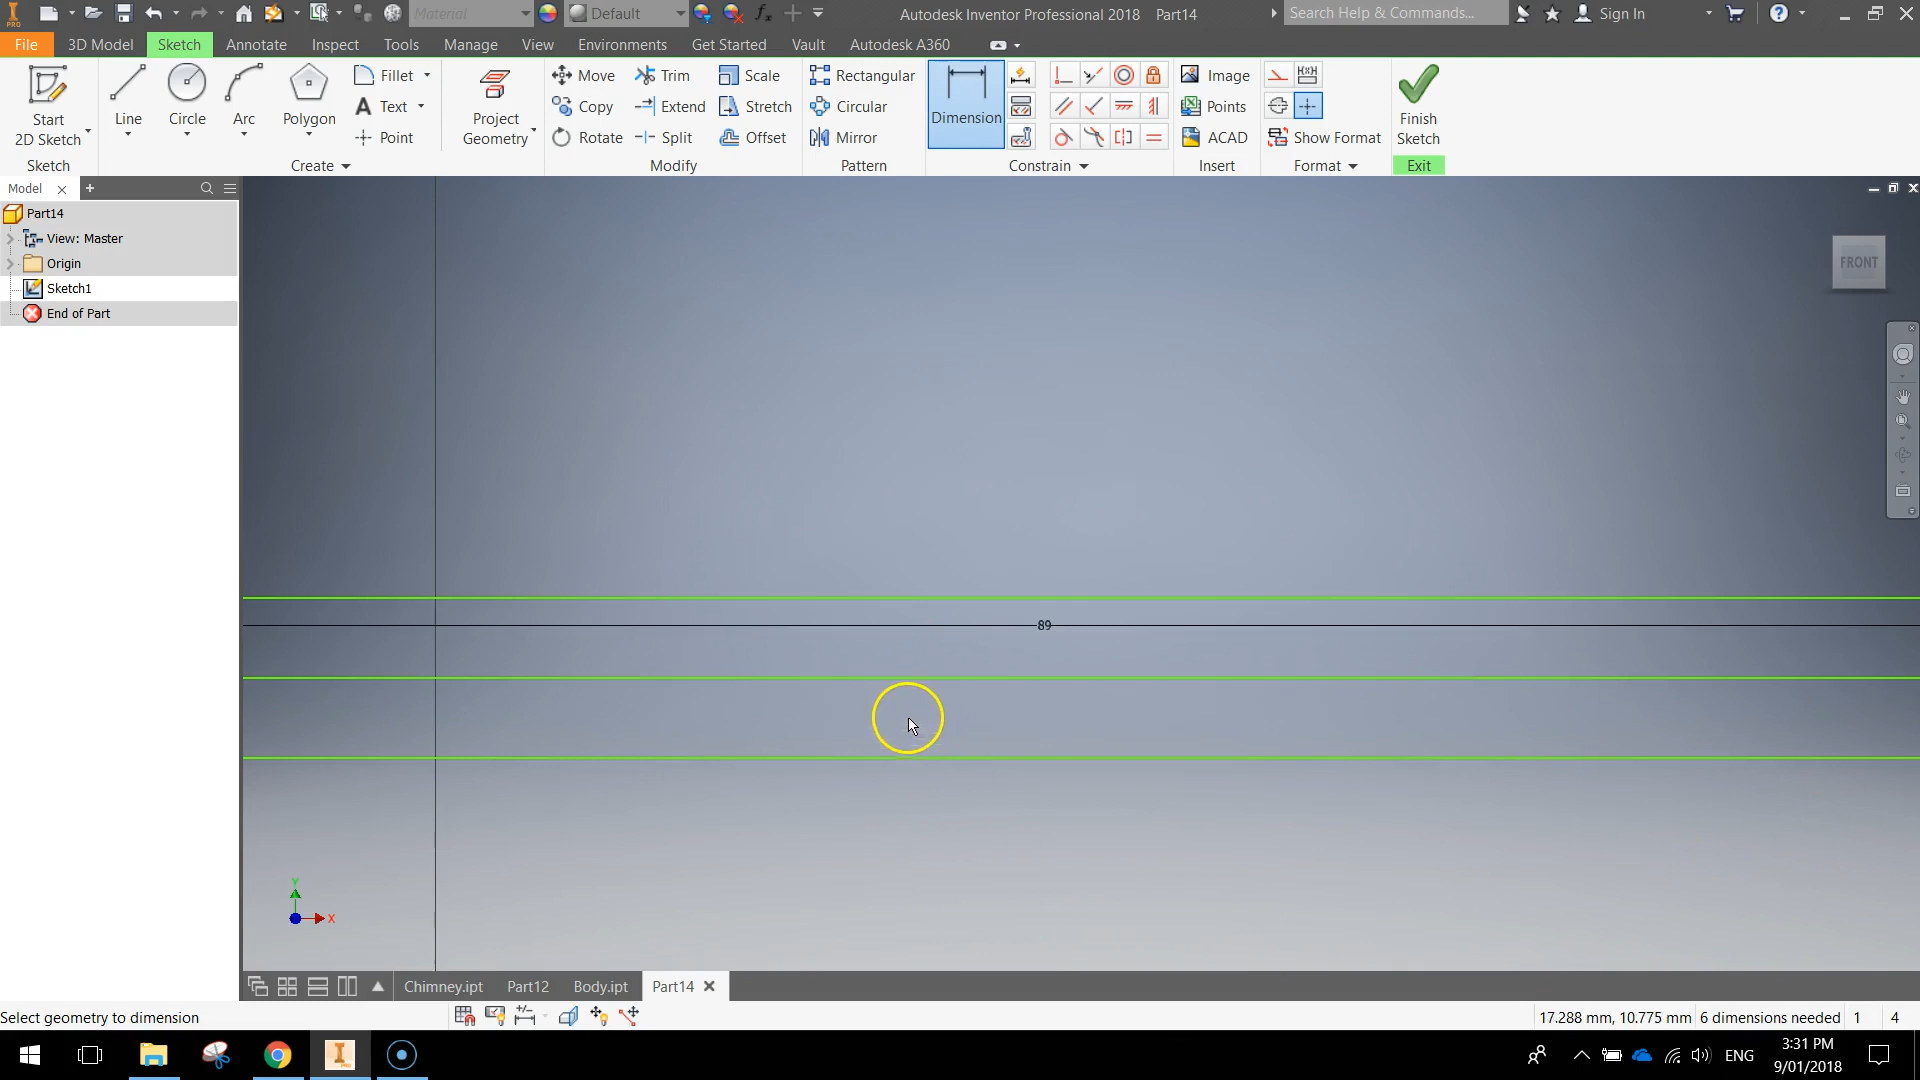 Material
Default
Autodesk Inventor Professional 2018 Part14
Search Help & Commands...
Sign In
File
3D Model
Sketch
Annotate
Inspect
Tools
Manage
View
Environments
Get Started
Vault
Autodesk A360
Start
2D Sketch
Line
Circle
Arc
Polygon
Fillet
Text
Point
Project
Geometry
Move
Copy
Rotate
Trim
Extend
Split
Scale
Stretch
Offset
Rectangular
Circular
Mirror
Dimension
Image
Points
ACAD
Show Format
Finish
Sketch
Sketch
Create
Modify
Pattern
Constrain
Insert
Format
Exit
Model
Part14
View: Master
Origin
Sketch1
End of Part
FRONT
89
Y
X
Chimney.ipt
Part12
Body.ipt
Part14
Select geometry to dimension
17.288 mm, 10.775 mm
6 dimensions needed
1
4
ENG
3:31 PM
9/01/2018